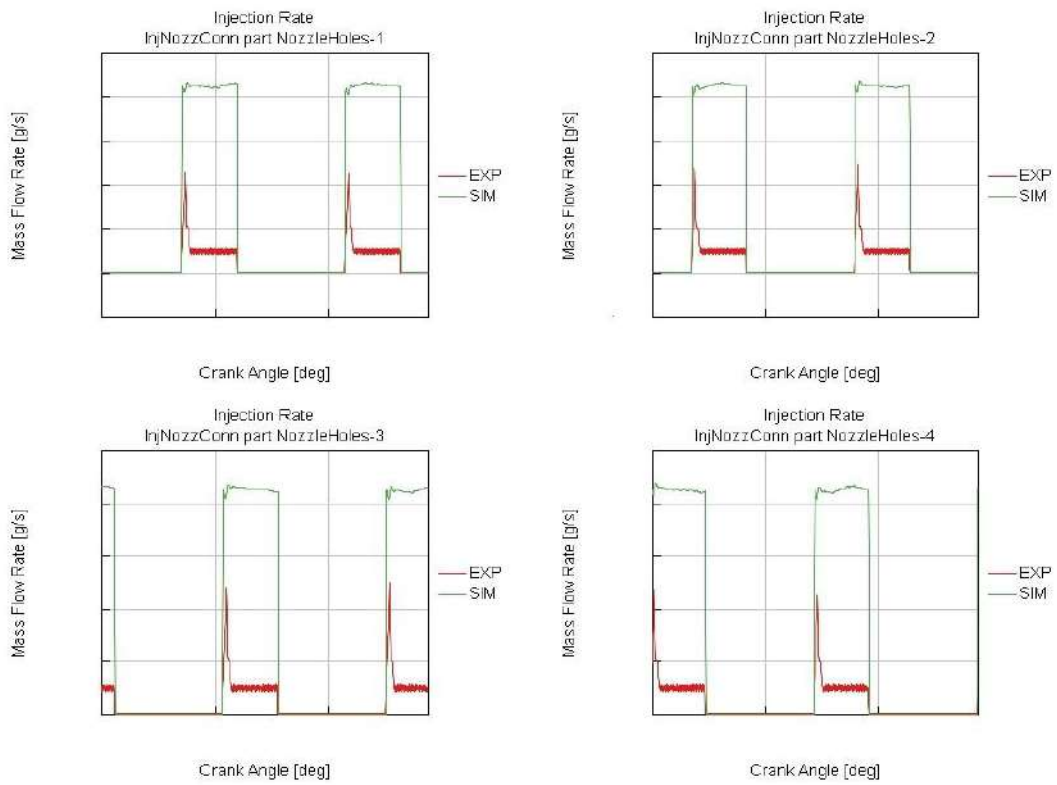 Injection Rate
InjNozzConn part NozzleHoles-1
Mass Flow Rate [g/s]
EXP
SIM
Crank Angle [deg]
Injection Rate
InjNozzConn part NozzleHoles-2
Mass Flow Rate [g/s]
EXP
SIM
Crank Angle [deg]
Injection Rate
InjNozzConn part NozzleHoles-3
Mass Flow Rate [g/s]
EXP
SIM
Crank Angle [deg]
Injection Rate
InjNozzConn part NozzleHoles-4
Mass Flow Rate [g/s]
EXP
SIM
Crank Angle [deg]